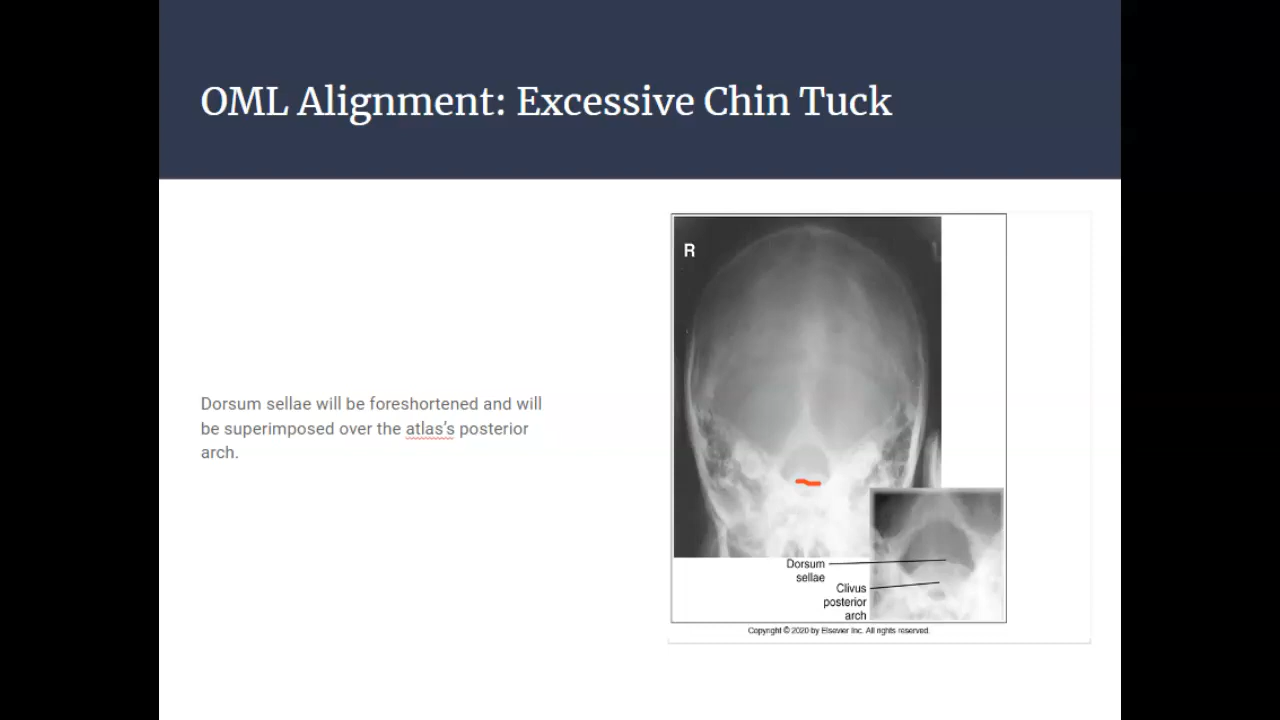 OML Alignment: Excessive Chin Tuck
Dorsum sellae will be foreshortened and will
be superimposed over the atlas's posterior
arch.
R
Dorsum
sellae
Clivus
posterior
arch
Copyright © 2020 by Elsevier Inc. All rights reserved.